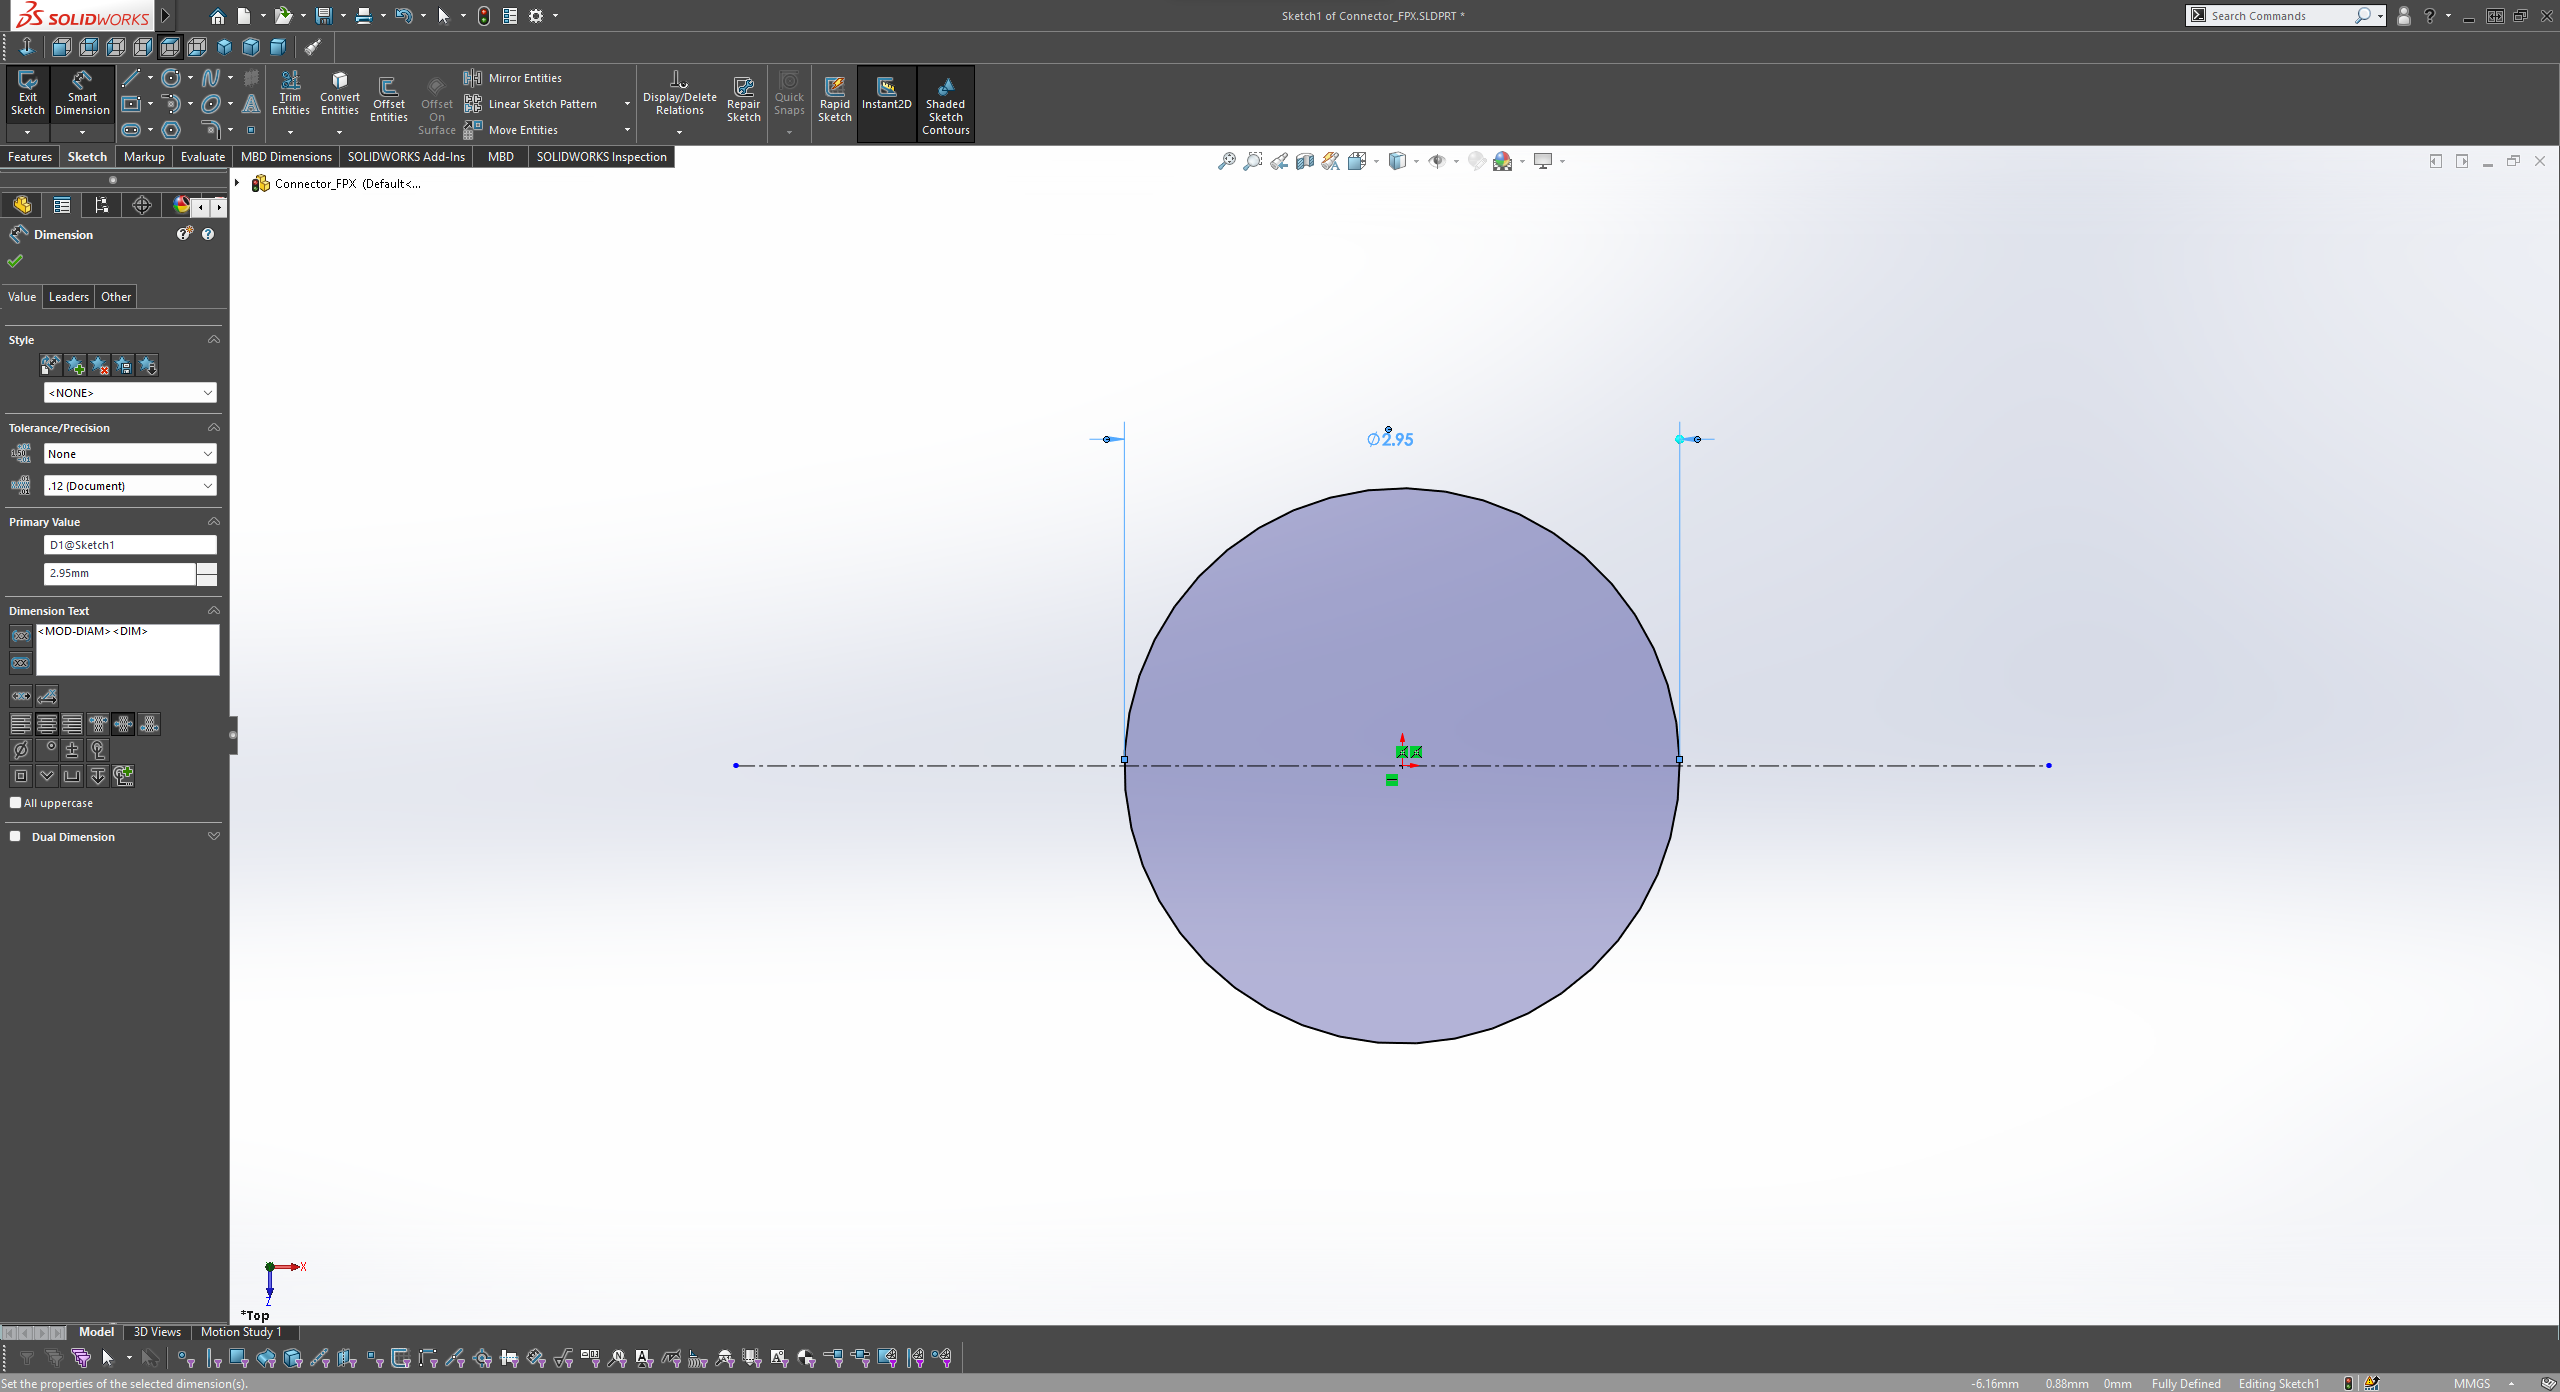 SOLIDWORKS
Sketch1 of Connector_FPX.SLDPRT *
Search Commands
Exit Sketch
Smart Dimension
Trim Entities
Convert Entities
Offset Entities
Offset On Surface
Mirror Entities
Linear Sketch Pattern
Move Entities
Display/Delete Relations
Repair Sketch
Quick Snaps
Rapid Sketch
Instant2D
Shaded Sketch Contours
Features
Sketch
Markup
Evaluate
MBD Dimensions
SOLIDWORKS Add-Ins
MBD
SOLIDWORKS Inspection
Connector_FPX (Default<...
Dimension
Value
Leaders
Other
Style
<NONE>
Tolerance/Precision
None
.12 (Document)
Primary Value
D1@Sketch1
2.95mm
Dimension Text
<MOD-DIAM><DIM>
All uppercase
Dual Dimension
∅2.95
X
Z
*Top
Model
3D Views
Motion Study 1
Set the properties of the selected dimension(s).
-6.16mm
0.88mm
0mm
Fully Defined
Editing Sketch1
MMGS